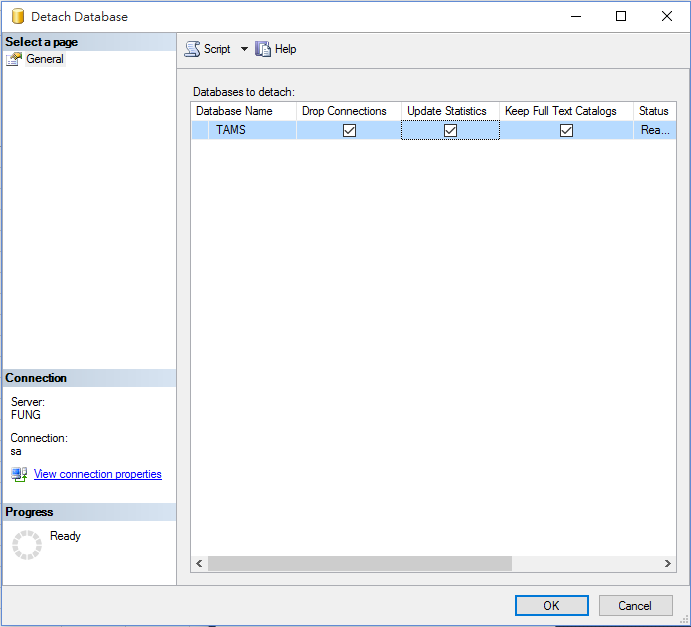 Detach Database
Select a page
General
Script
Help
Databases to detach:
Database Name Drop Connections Update Statistics Keep Full Text Catalogs Status
TAMS Rea...
Connection
Server:
FUNG
Connection:
sa
View connection properties
Progress
Ready
OK Cancel